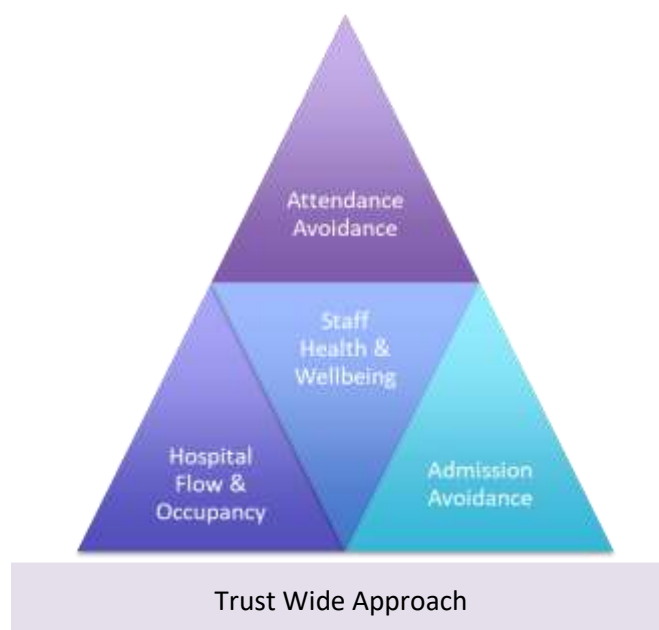 Attendance
Avoidance
Staff
Health &
Wellbeing
Hospital
Flow &
Occupancy
Admission
Avoidance
Trust Wide Approach